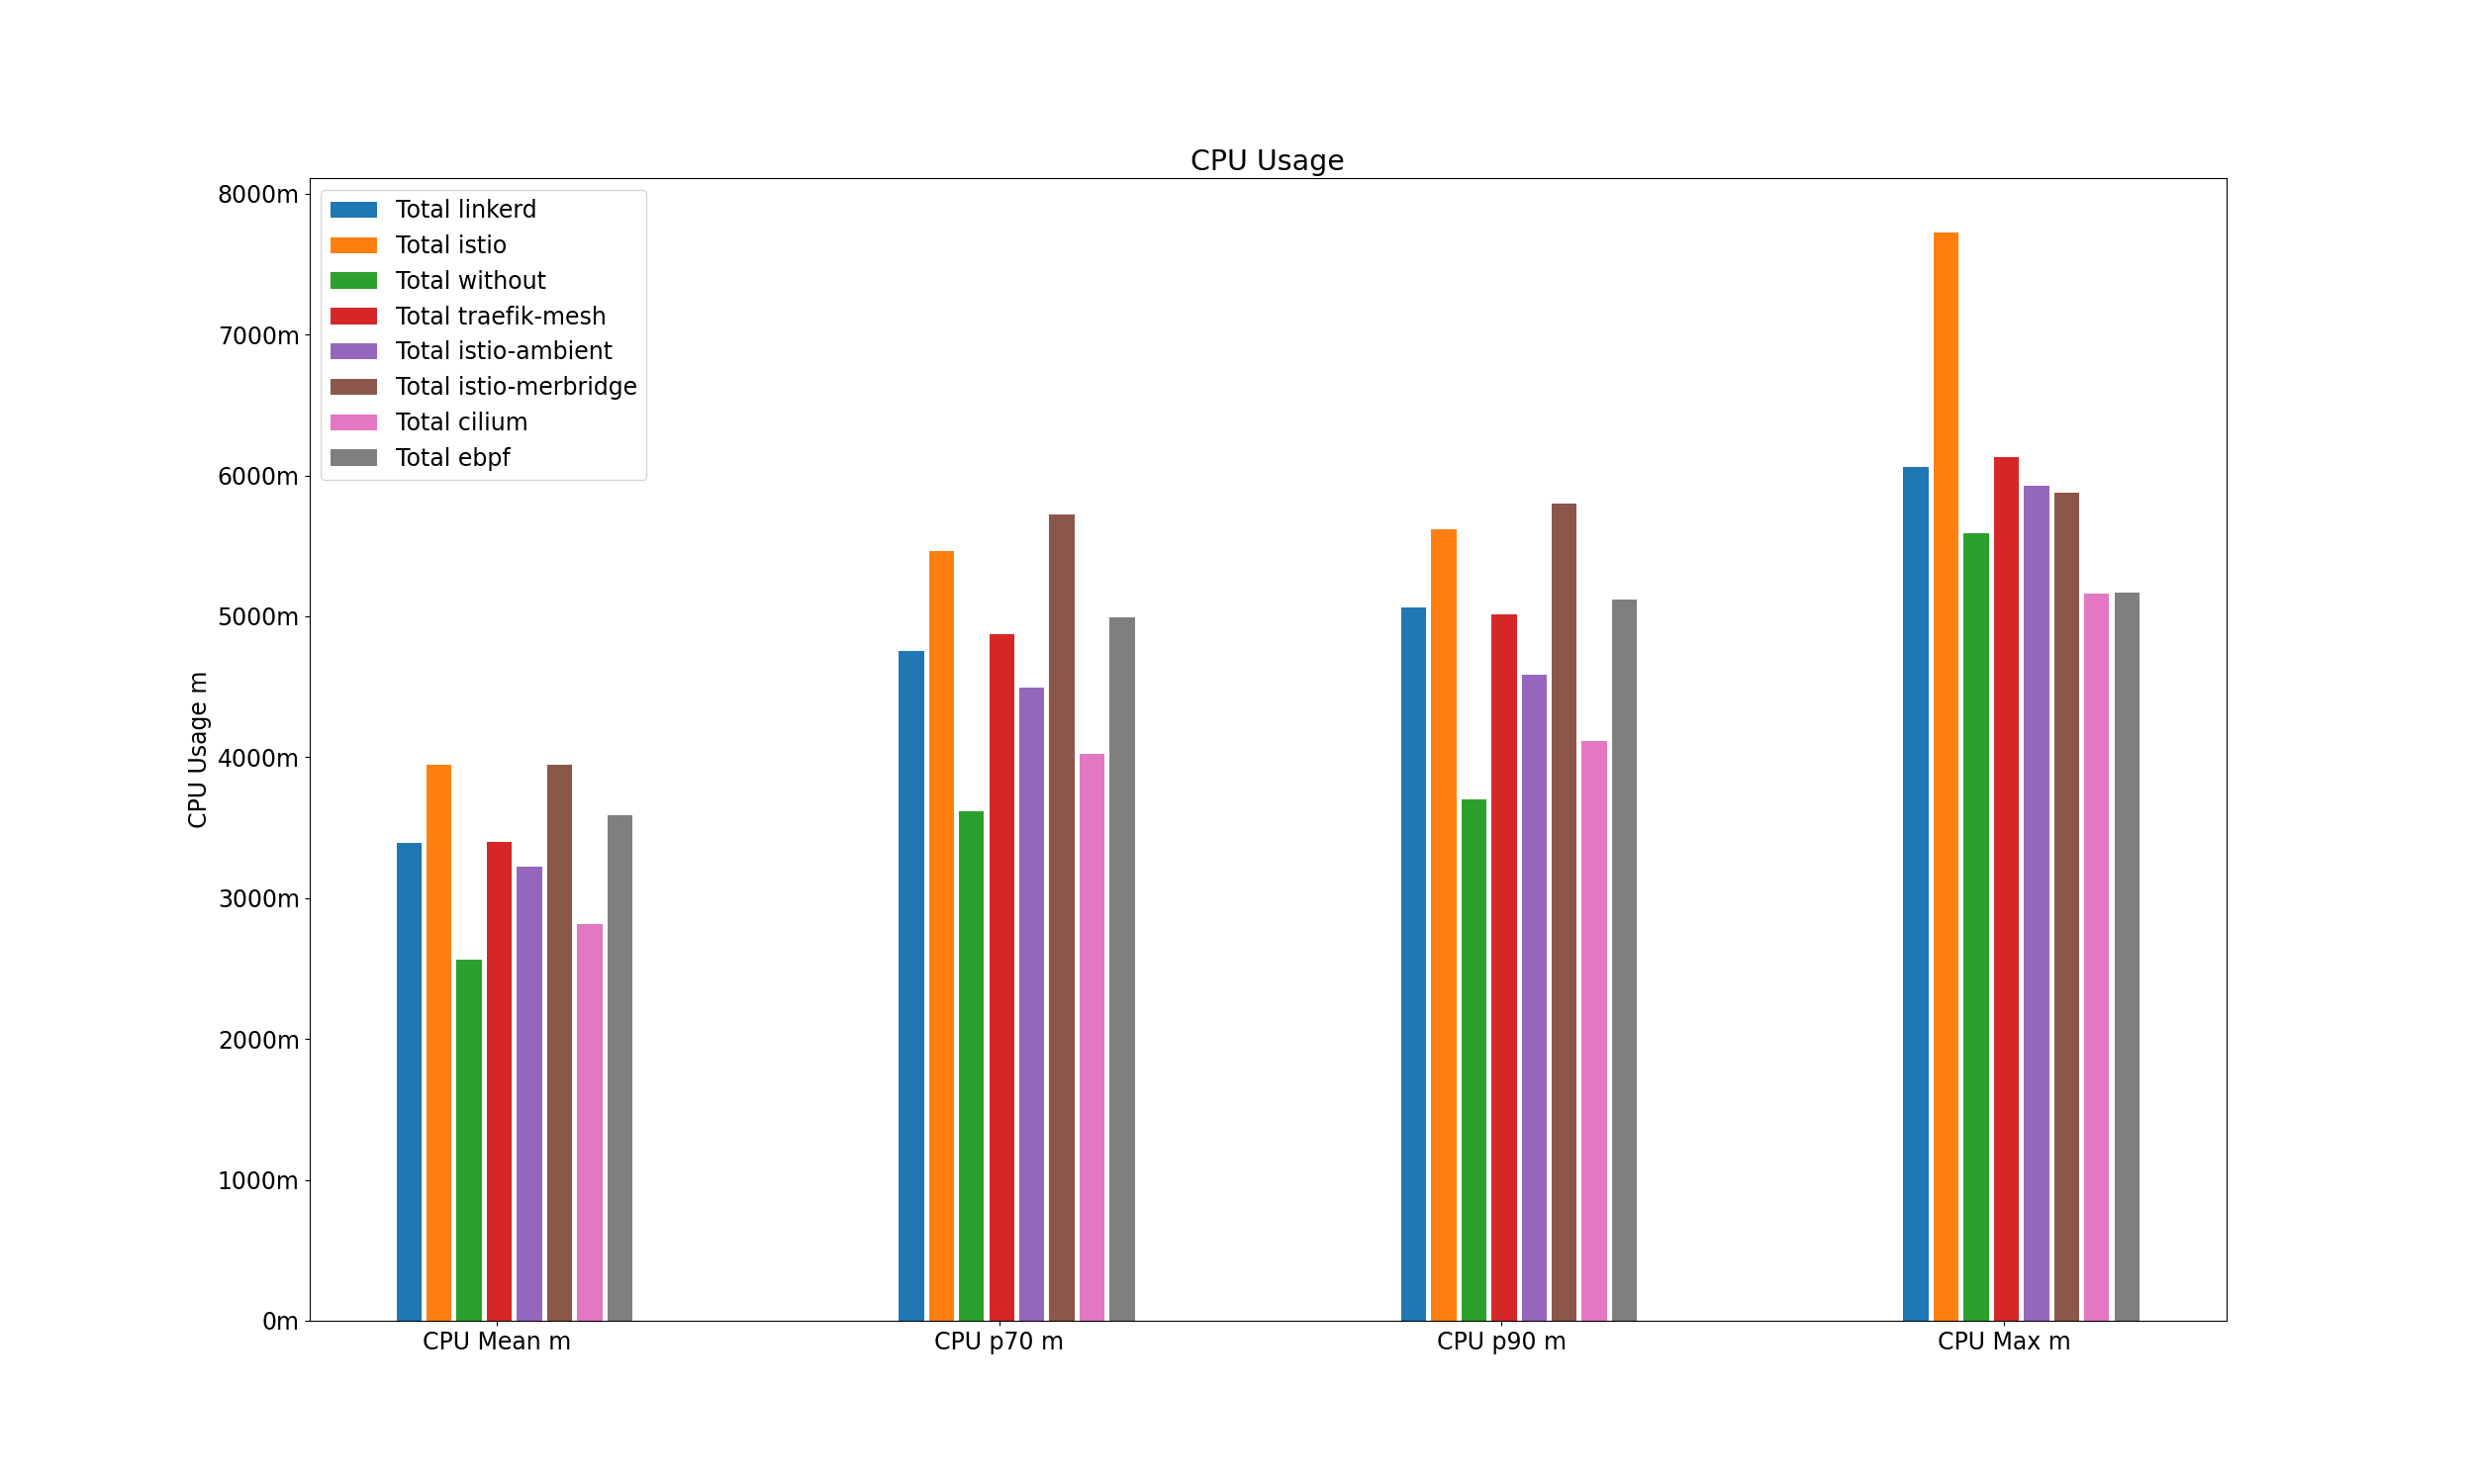 CPU Usage
8000m
7000m
6000m
5000m
4000m
3000m
2000m
1000m
0m
CPU Usage m
Total linkerd
Total istio
Total without
Total traefik-mesh
Total istio-ambient
Total istio-merbridge
Total cilium
Total ebpf
CPU Mean m
CPU p70 m
CPU p90 m
CPU Max m